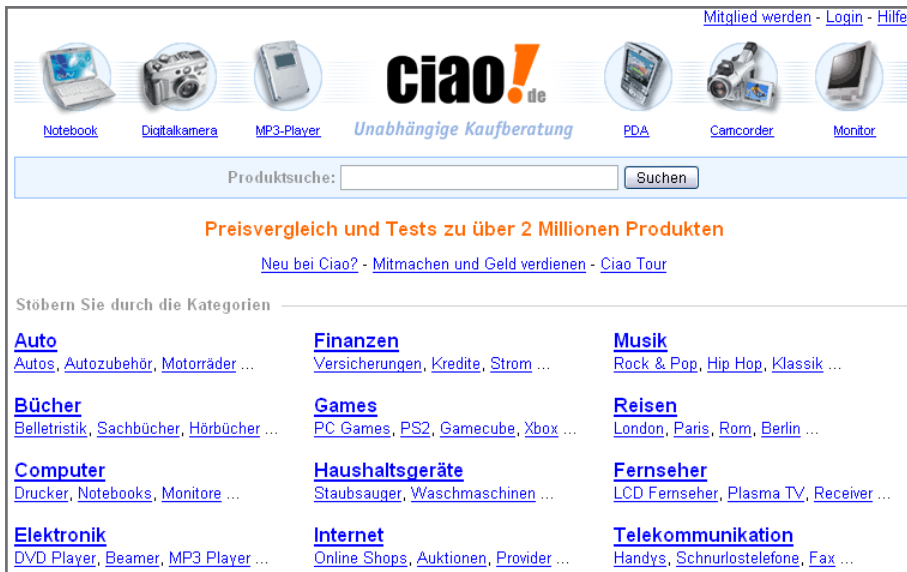 Mitglied werden - Login - Hilfe
ciao!.de
Notebook Digitalkamera MP3-Player Unabhängige Kaufberatung PDA Camcorder Monitor
Produktsuche: Suchen
Preisvergleich und Tests zu über 2 Millionen Produkten
Neu bei Ciao? - Mitmachen und Geld verdienen - Ciao Tour
Stöbern Sie durch die Kategorien
Auto Finanzen Musik
Autos, Autozubehör, Motorräder ... Versicherungen, Kredite, Strom ... Rock & Pop, Hip Hop, Klassik ...
Bücher Games Reisen
Belletristik, Sachbücher, Hörbücher ... PC Games, PS2, Gamecube, Xbox ... London, Paris, Rom, Berlin ...
Computer Haushaltsgeräte Fernseher
Drucker, Notebooks, Monitore ... Staubsauger, Waschmaschinen ... LCD Fernseher, Plasma TV, Receiver ...
Elektronik Internet Telekommunikation
DVD Player, Beamer, MP3 Player ... Online Shops, Auktionen, Provider ... Handys, Schnurlostelefone, Fax ...